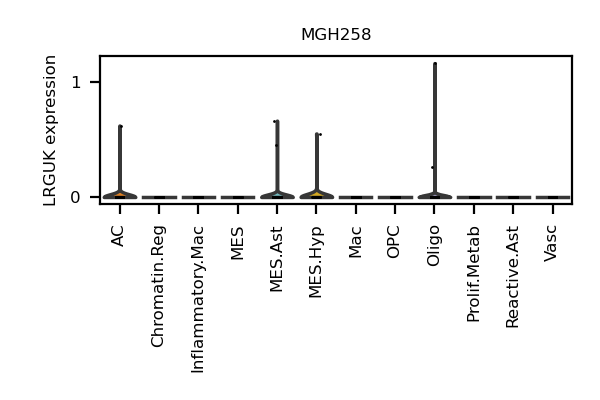 MGH258
LRGUK expression
1
0
AC
Chromatin.Reg
Inflammatory.Mac
MES
MES.Ast
MES.Hyp
Mac
OPC
Oligo
Prolif.Metab
Reactive.Ast
Vasc